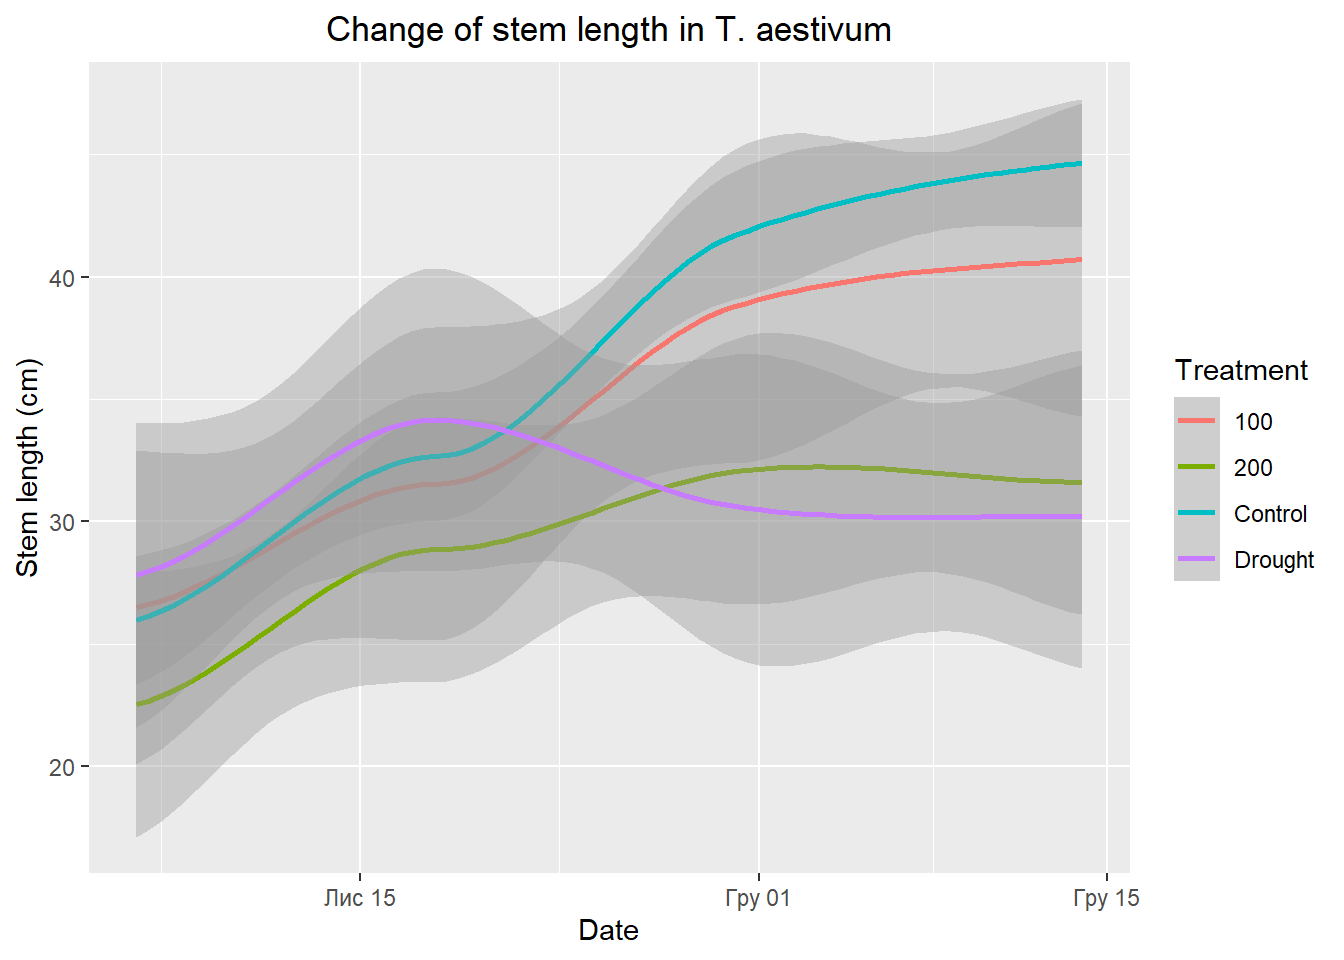 Change of stem length in T. aestivum
Stem length (cm)
40
30
20
Лис 15
Гру 01
Гру 15
Date
Treatment
100
200
Control
Drought